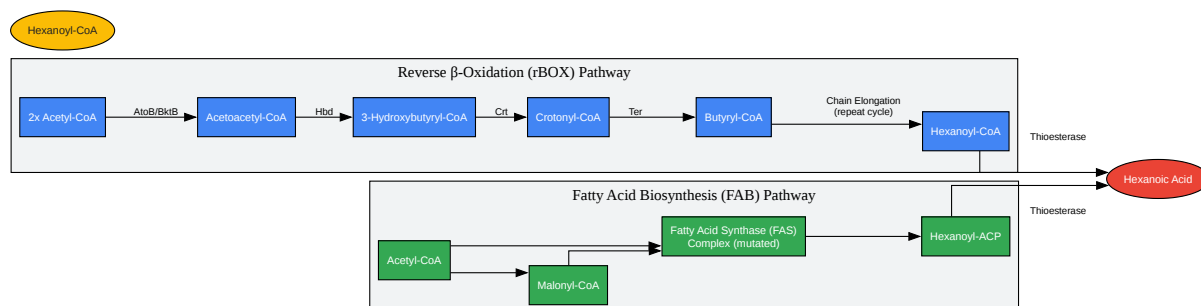 Hexanoyl-CoA
Reverse β-Oxidation (rBOX) Pathway
2x Acetyl-CoA
AtoB/BktB
Acetoacetyl-CoA
Hbd
3-Hydroxybutyryl-CoA
Crt
Crotonyl-CoA
Ter
Butyryl-CoA
Chain Elongation
(repeat cycle)
Hexanoyl-CoA
Thioesterase
Hexanoic Acid
Fatty Acid Biosynthesis (FAB) Pathway
Acetyl-CoA
Malonyl-CoA
Fatty Acid Synthase (FAS)
Complex (mutated)
Hexanoyl-ACP
Thioesterase